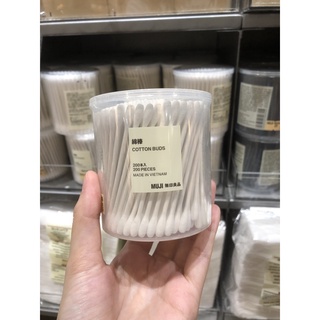 綿棒
COTTON BUDS
200本入
200 PIECES
MADE IN VIETNAM
MUJI 無印良品